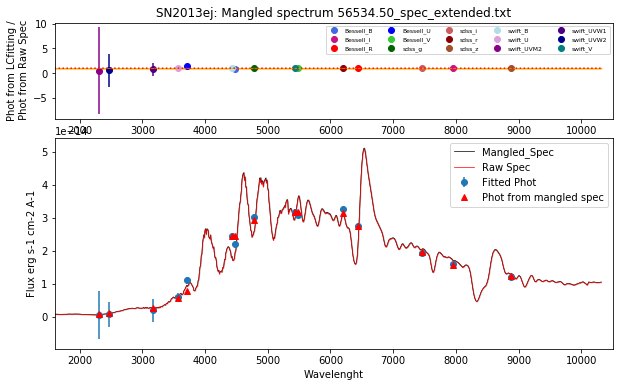 SN2013ej: Mangled spectrum 56534.50_spec_extended.txt
Phot from LCfitting /
Phot from Raw Spec
10
5
0
−5
Bessell_B
Bessell_I
Bessell_R
Bessell_U
Bessell_V
sdss_g
sdss_i
sdss_r
sdss_z
swift_B
swift_U
swift_UVM2
swift_UVW1
swift_UVW2
swift_V
2000 3000 4000 5000 6000 7000 8000 9000 10000
1e−14
Flux erg s-1 cm-2 A-1
5
4
3
2
1
0
Mangled_Spec
Raw Spec
Fitted Phot
Phot from mangled spec
2000 3000 4000 5000 6000 7000 8000 9000 10000
Wavelenght